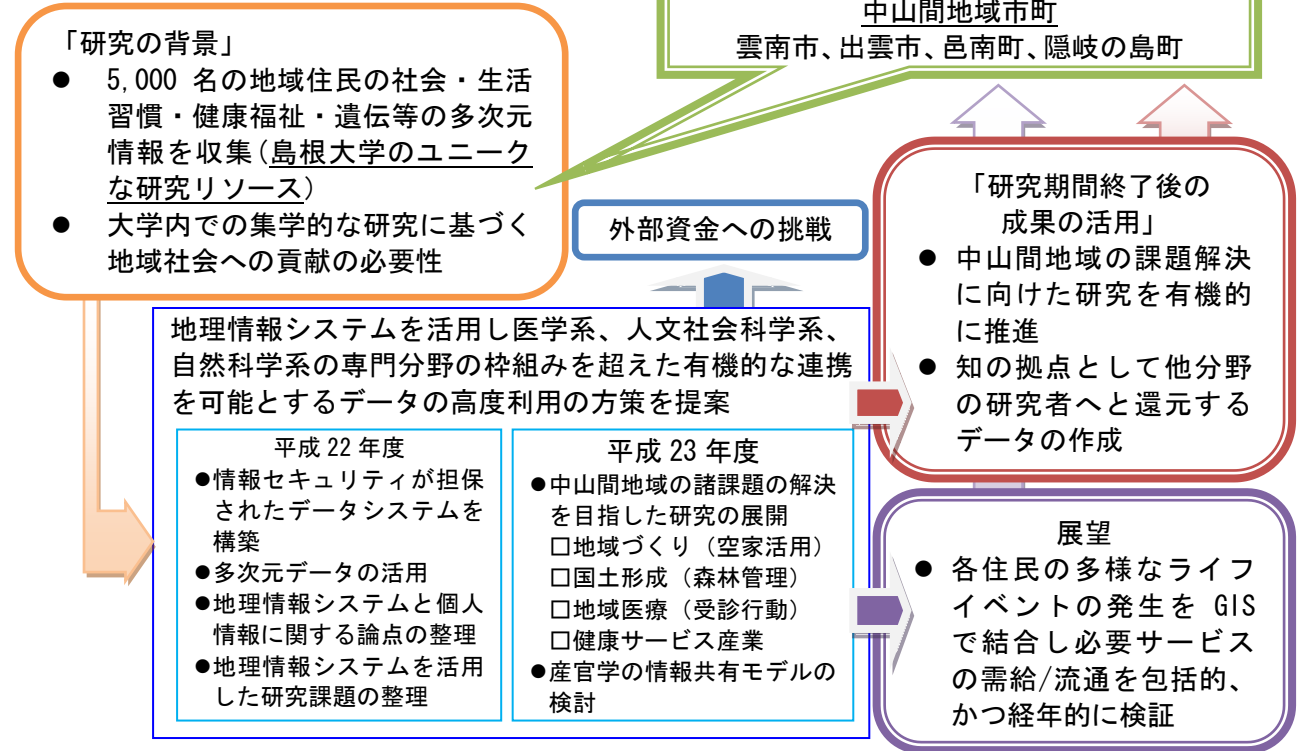 中山間地域市町
雲南市、出雲市、邑南町、隠岐の島町
「研究の背景」
● 5,000 名の地域住民の社会・生活
習慣・健康福祉・遺伝等の多次元
情報を収集(島根大学のユニーク
な研究リソース)
● 大学内での集学的な研究に基づく
地域社会への貢献の必要性
外部資金への挑戦
地理情報システムを活用し医学系、人文社会科学系、
自然科学系の専門分野の枠組みを超えた有機的な連携
を可能とするデータの高度利用の方策を提案
平成 22 年度
●情報セキュリティが担保
されたデータシステムを
構築
●多次元データの活用
●地理情報システムと個人
情報に関する論点の整理
●地理情報システムを活用
した研究課題の整理
平成 23 年度
●中山間地域の諸課題の解決
を目指した研究の展開
□地域づくり（空家活用）
□国土形成（森林管理）
□地域医療（受診行動）
□健康サービス産業
●産官学の情報共有モデルの
検討
「研究期間終了後の
成果の活用」
● 中山間地域の課題解決
に向けた研究を有機的
に推進
● 知の拠点として他分野
の研究者へと還元する
データの作成
展望
● 各住民の多様なライフ
イベントの発生を GIS
で結合し必要サービス
の需給/流通を包括的、
かつ経年的に検証